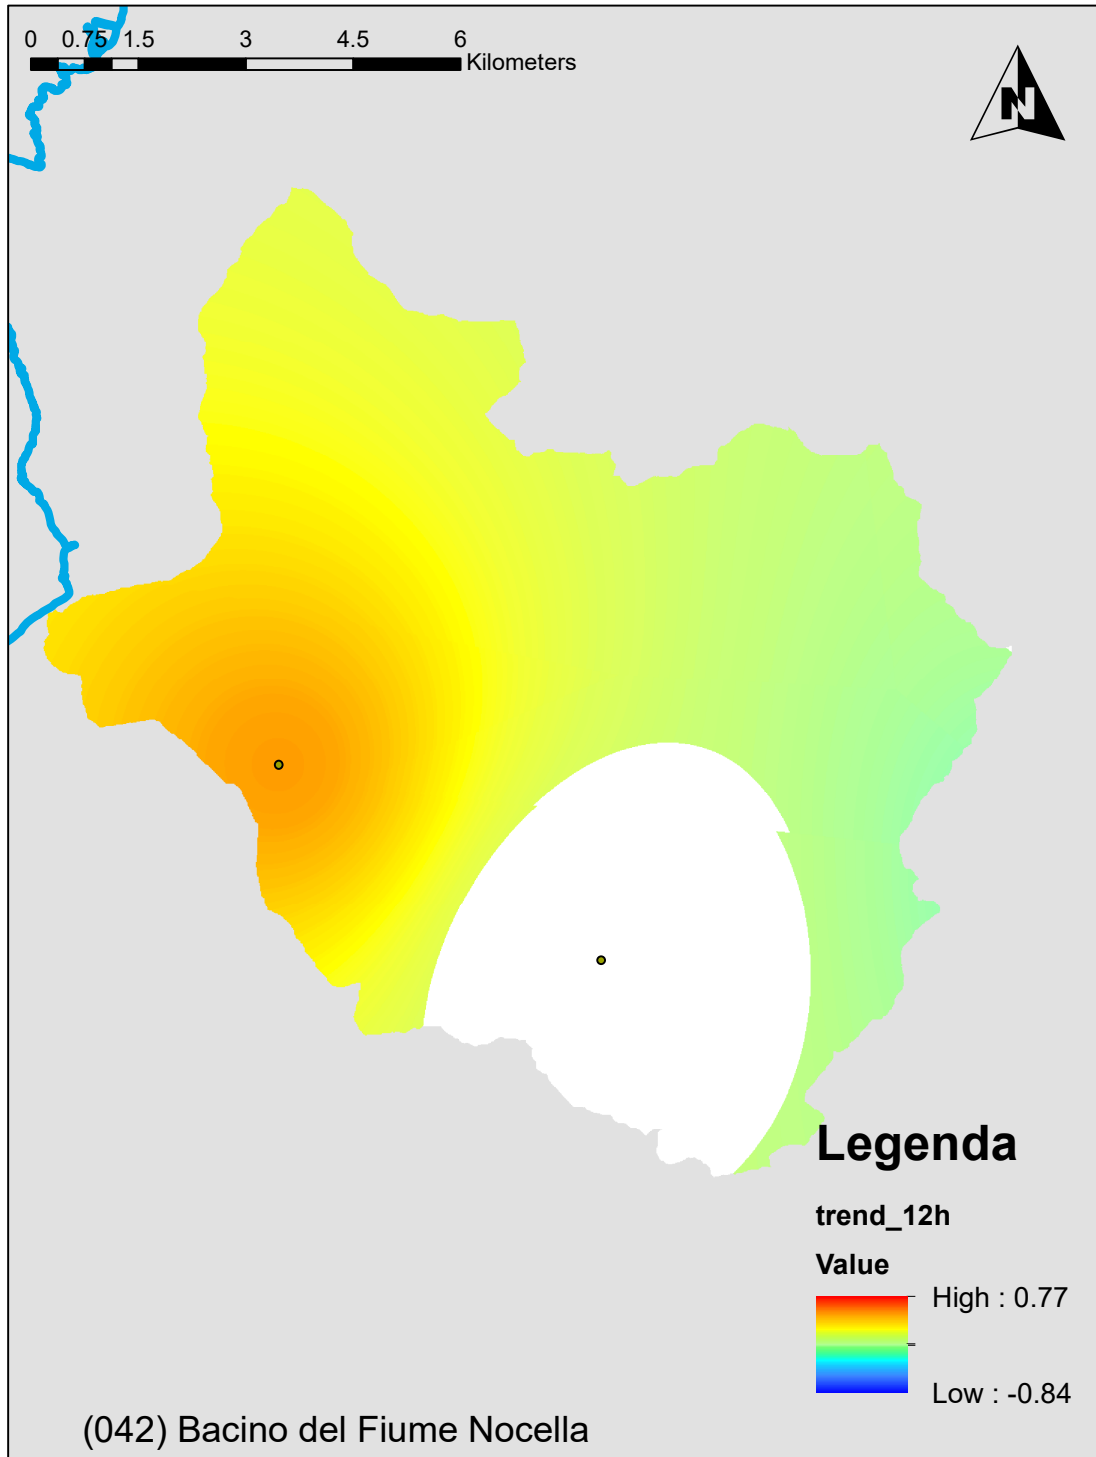 0 0.75 1.5 3 4.5 6
Kilometers
N
Legenda
trend_12h
Value
High : 0.77
Low : -0.84
(042) Bacino del Fiume Nocella